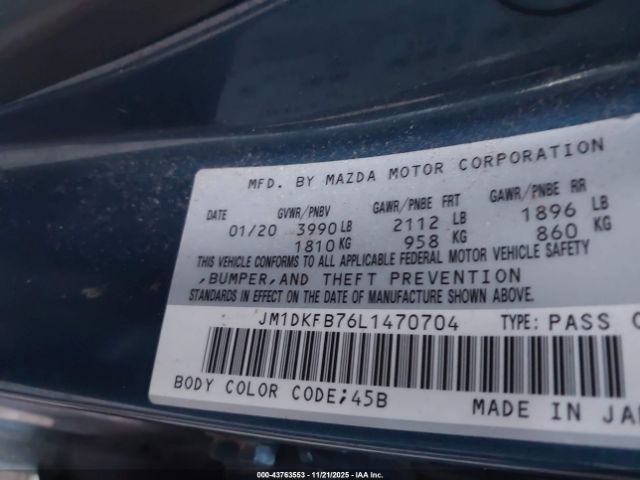 MFD. BY MAZDA MOTOR CORPORATION
DATE GVWR/PNBV GAWR/PNBE FRT GAWR/PNBE RR
01/20 3990 LB 2112 LB 1896 LB
1810 KG 958 KG 860 KG
THIS VEHICLE CONFORMS TO ALL APPLICABLE FEDERAL MOTOR VEHICLE SAFETY
,BUMPER,AND THEFT PREVENTION
STANDARDS IN EFFECT ON THE DATE OF MANUFACTURE SHOWN ABOVE.
JM1DKFB76L1470704 TYPE: PASS
BODY COLOR CODE;45B MADE IN
00-43763553 — 11/21/2025 — IAA, Inc.